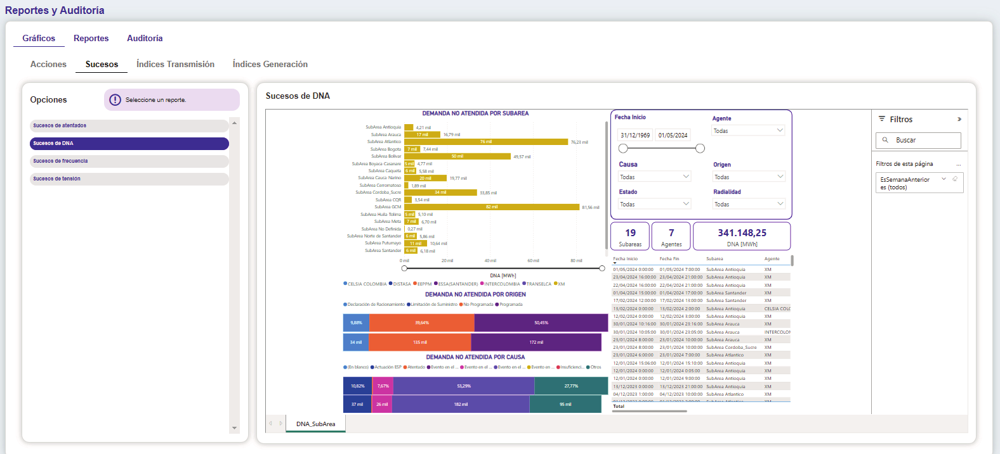 Reportes y Auditoría
Gráficos Reportes Auditoría
Acciones Sucesos Índices Transmisión Índices Generación
Opciones
Seleccione un reporte.
Sucesos de atentados
Sucesos de DNA
Sucesos de frecuencia
Sucesos de tensión
Sucesos de DNA
DEMANDA NO ATENDIDA POR SUBAREA
SubArea Antioquia 4,21 mil
SubArea Arauca 17 mil 16,79 mil
SubArea Atlantico 76 mil 76,23 mil
SubArea Bogota 7 mil 7,44 mil
SubArea Bolivar 50 mil 49,57 mil
SubArea Boyaca-Casanare 5 mil 4,77 mil
SubArea Caqueta 6 mil 5,58 mil
SubArea Cauca-Narino 20 mil 19,77 mil
SubArea Cerromatoso 1,89 mil
SubArea Cordoba_Sucre 34 mil 33,85 mil
SubArea CQR 3,54 mil
SubArea GCM 82 mil 81,56 mil
SubArea Huila-Tolima 5 mil 5,10 mil
SubArea Meta 7 mil 6,70 mil
SubArea No Definida 0,27 mil
SubArea Norte de Santander 6 mil 5,86 mil
SubArea Putumayo 11 mil 10,64 mil
SubArea Santander 6 mil 6,18 mil
0 mil 20 mil 40 mil 60 mil 80 mil
DNA [MWh]
CELSIA COLOMBIA DISTASA EEPPM ESSA(SANTANDER) INTERCOLOMBIA TRANSELCA XM
DEMANDA NO ATENDIDA POR ORIGEN
Declaración de Racionamiento Limitación de Suministro No Programada Programada
9,88% 39,64% 50,45%
34 mil 135 mil 172 mil
DEMANDA NO ATENDIDA POR CAUSA
(En blanco) Actuación ESP Atentado Evento en el ... Evento en el ... Evento en el ... Evento en ... Insuficienci... Otros
10,82% 7,67% 53,29% 27,77%
37 mil 26 mil 182 mil 95 mil
Fecha Inicio
31/12/1969 01/05/2024
Agente
Todas
Causa
Todas
Origen
Todas
Estado
Todas
Radialidad
Todas
19
Subareas
7
Agentes
341.148,25
DNA [MWh]
Fecha Inicio Fecha Fin Subarea Agente
01/05/2024 0:00:00 01/05/2024 7:00:00 SubArea Antioquia XM
23/04/2024 16:00:00 23/04/2024 21:00:00 SubArea Antioquia XM
22/04/2024 16:00:00 22/04/2024 21:00:00 SubArea Antioquia XM
01/04/2024 15:00:00 01/04/2024 17:00:00 SubArea Santander XM
17/02/2024 12:00:00 17/02/2024 13:00:00 SubArea Santander XM
13/02/2024 0:00:00 13/02/2024 2:00:00 SubArea Antioquia CELSIA COLO
12/02/2024 0:00:00 12/02/2024 3:00:00 SubArea Antioquia XM
30/01/2024 10:16:00 30/01/2024 23:16:00 SubArea Arauca XM
30/01/2024 10:05:00 30/01/2024 23:05:00 SubArea Arauca INTERCOLOM
23/01/2024 8:00:00 23/01/2024 10:00:00 SubArea Arauca XM
23/01/2024 8:00:00 23/01/2024 10:00:00 SubArea Cordoba_Sucre XM
23/01/2024 6:00:00 23/01/2024 7:00:00 SubArea Atlantico XM
12/01/2024 15:06:00 12/01/2024 15:10:00 SubArea Antioquia XM
12/01/2024 0:00:00 12/01/2024 0:05:00 SubArea Antioquia XM
12/01/2024 0:00:00 12/01/2024 9:00:00 SubArea Antioquia XM
13/12/2023 0:00:00 13/12/2023 21:00:00 SubArea Antioquia XM
04/12/2023 1:00:00 04/12/2023 10:00:00 SubArea Atlantico XM
Total
Filtros
Buscar
Filtros de esta página ...
EsSemanaAnterior
es (todos)
DNA_SubArea